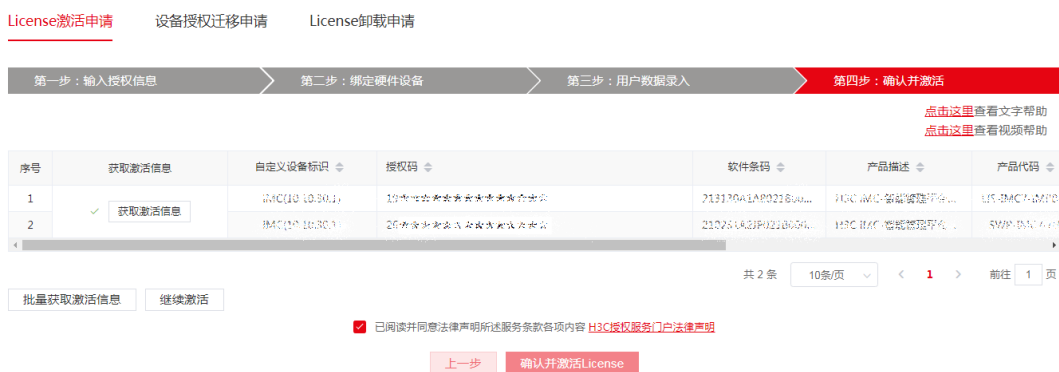 License激活申请 设备授权迁移申请 License卸载申请
第一步：输入授权信息 第二步：绑定硬件设备 第三步：用户数据录入 第四步：确认并激活
点击这里查看文字帮助
点击这里查看视频帮助
序号 获取激活信息 自定义设备标识 授权码 软件条码 产品描述 产品代码
1
获取激活信息
2
共 2 条 10条/页 < 1 > 前往 1 页
批量获取激活信息 继续激活
已阅读并同意法律声明所述服务条款各项内容 H3C授权服务门户法律声明
上一步 确认并激活License